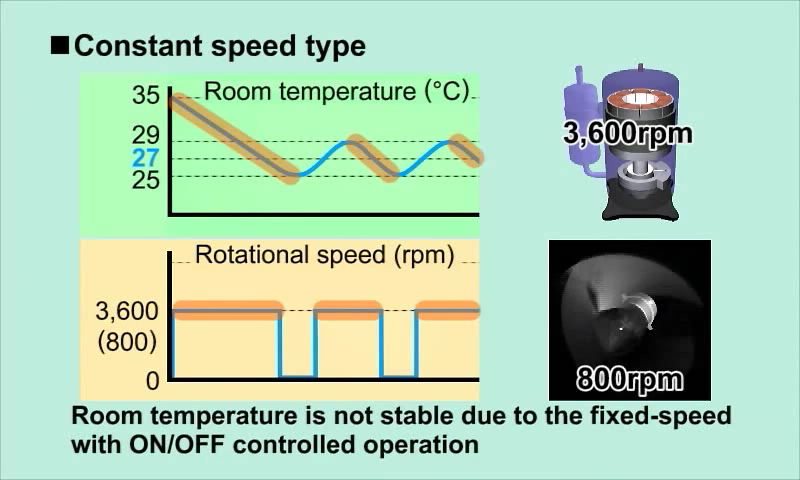 ■Constant speed type
Room temperature (°C)
35
29
27
25
3,600rpm
Rotational speed (rpm)
3,600
(800)
0
800rpm
Room temperature is not stable due to the fixed-speed
with ON/OFF controlled operation